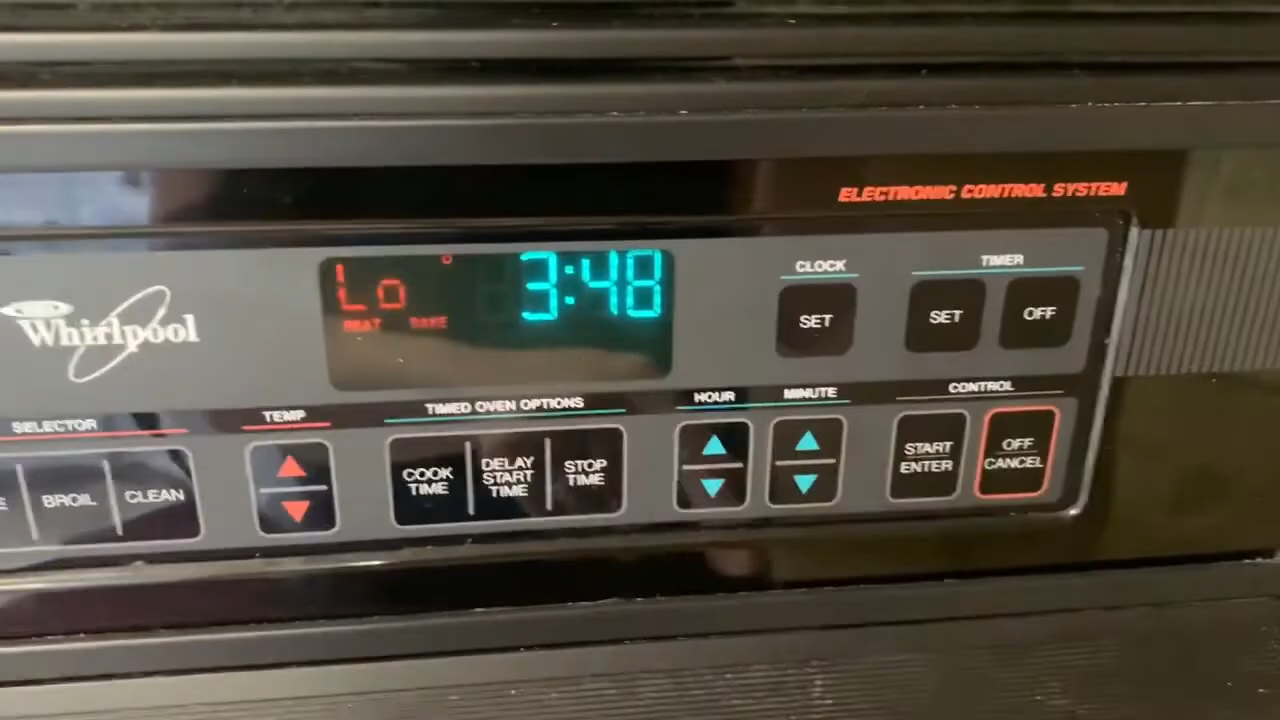 ELECTRONIC CONTROL SYSTEM
Whirlpool
Lo ° 3:48
HEAT BAKE
CLOCK
SET
TIMER
SET OFF
SELECTOR
BROIL CLEAN
TEMP
TIMED OVEN OPTIONS
COOK
TIME
DELAY
START
TIME
STOP
TIME
HOUR
MINUTE
CONTROL
START
ENTER
OFF
CANCEL